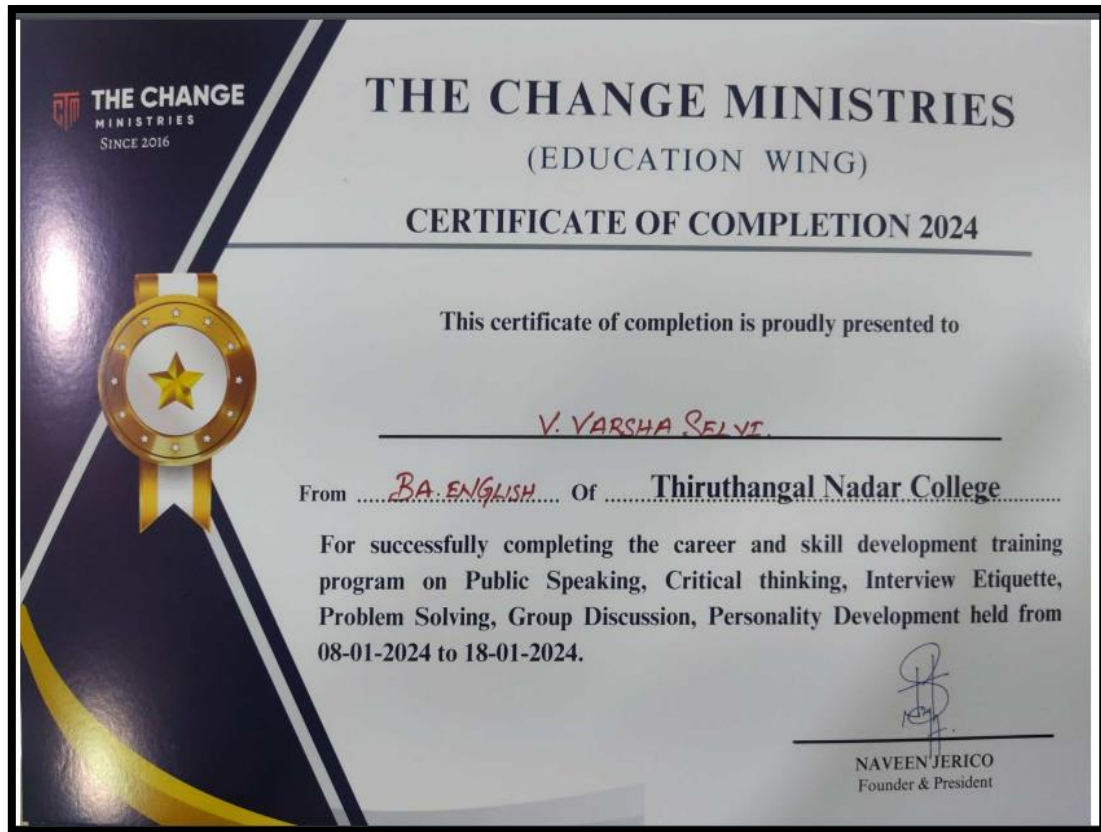 THE CHANGE
MINISTRIES
SINCE 2016
THE CHANGE MINISTRIES
(EDUCATION WING)
CERTIFICATE OF COMPLETION 2024
This certificate of completion is proudly presented to
V. VARSHA SELVI.
From BA.ENGLISH Of Thiruthangal Nadar College
For successfully completing the career and skill development training
program on Public Speaking, Critical thinking, Interview Etiquette,
Problem Solving, Group Discussion, Personality Development held from
08-01-2024 to 18-01-2024.
NAVEEN JERICO
Founder & President